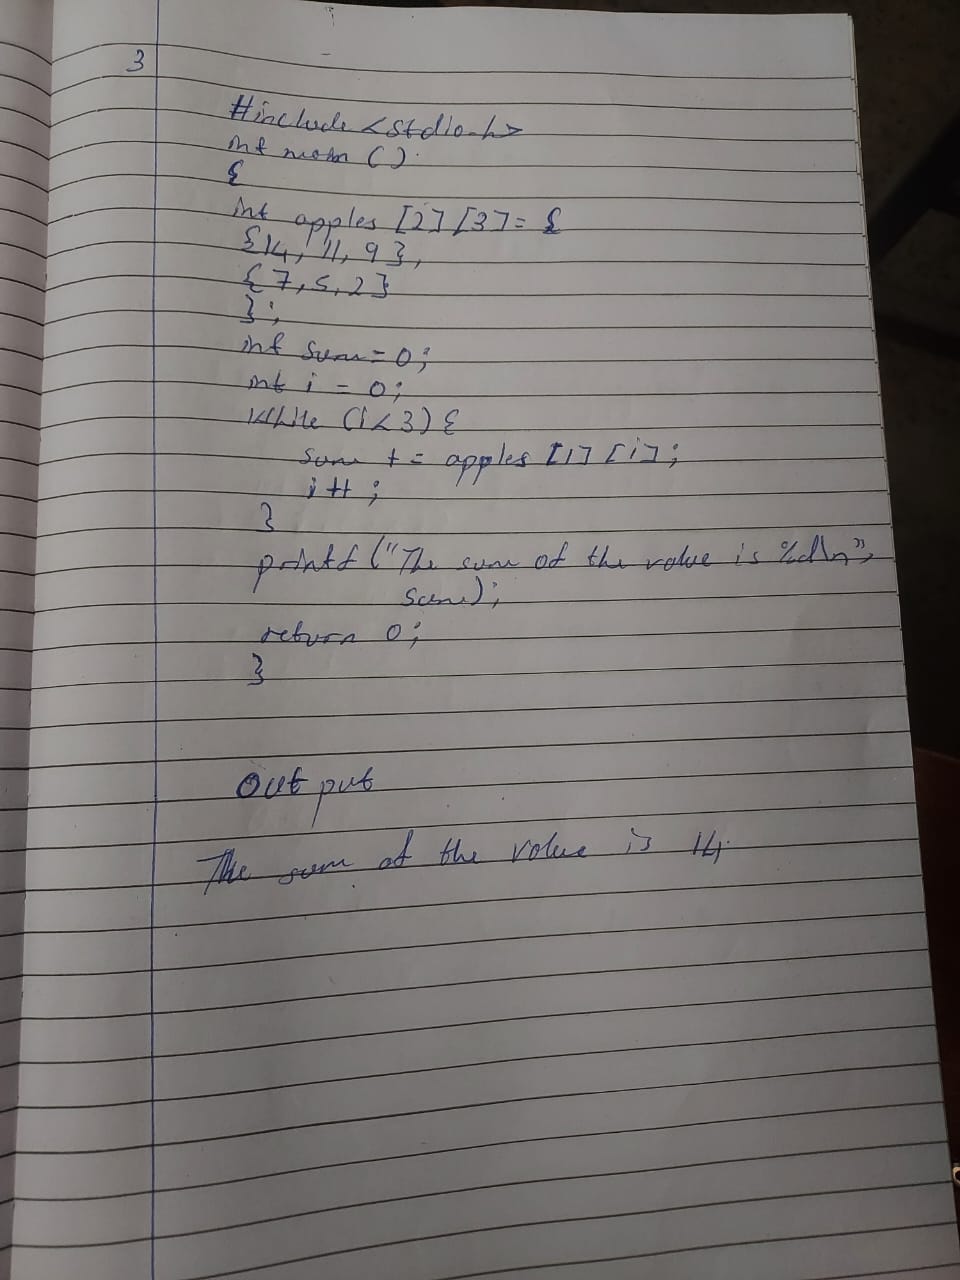 3
#include <stdio.h>
int main ()
{
int apples [2] [3] = {
{14, 11, 9},
{7, 5, 2}
};
int sum = 0;
int i = 0;
while (i < 3) {
sum += apples [1] [i];
i++;
}
printf ("The sum of the value is %d\n",
sum);
return 0;
}
Out put
The sum of the value is 14.